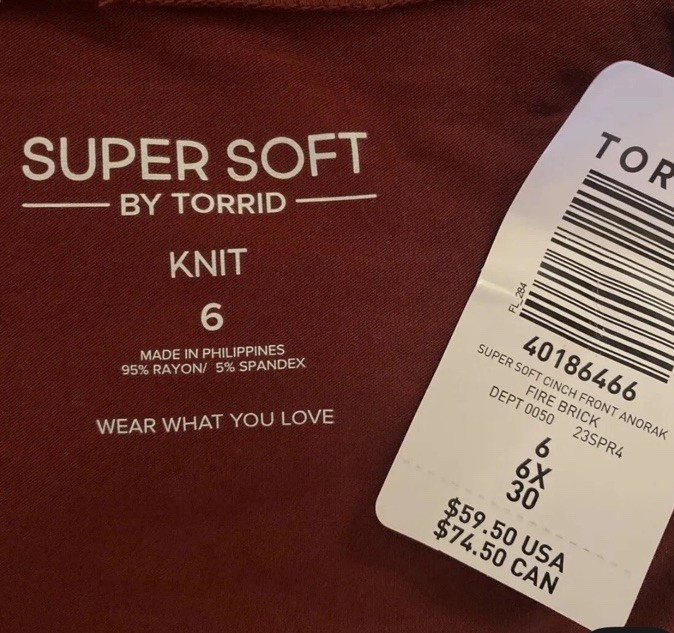 SUPER SOFT
BY TORRID
KNIT
6
MADE IN PHILIPPINES
95% RAYON/ 5% SPANDEX
WEAR WHAT YOU LOVE
TOR
FL_284
40186466
SUPER SOFT CINCH FRONT ANORAK
FIRE BRICK
DEPT 0050 23SPR4
6
6X
30
$59.50 USA
$74.50 CAN